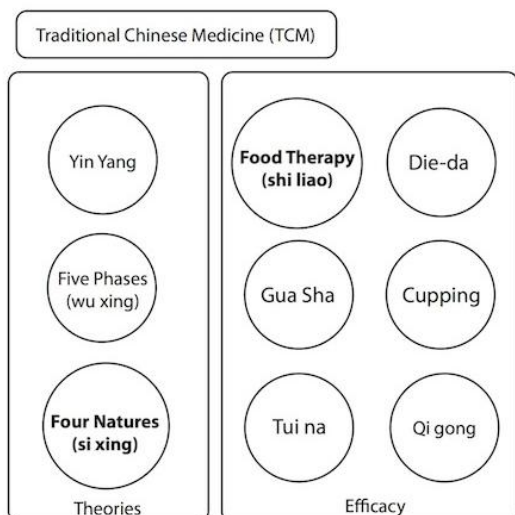 Traditional Chinese Medicine (TCM)
Yin Yang
Five Phases
(wu xing)
Four Natures
(si xing)
Theories
Food Therapy
(shi liao)
Die-da
Gua Sha
Cupping
Tui na
Qi gong
Efficacy